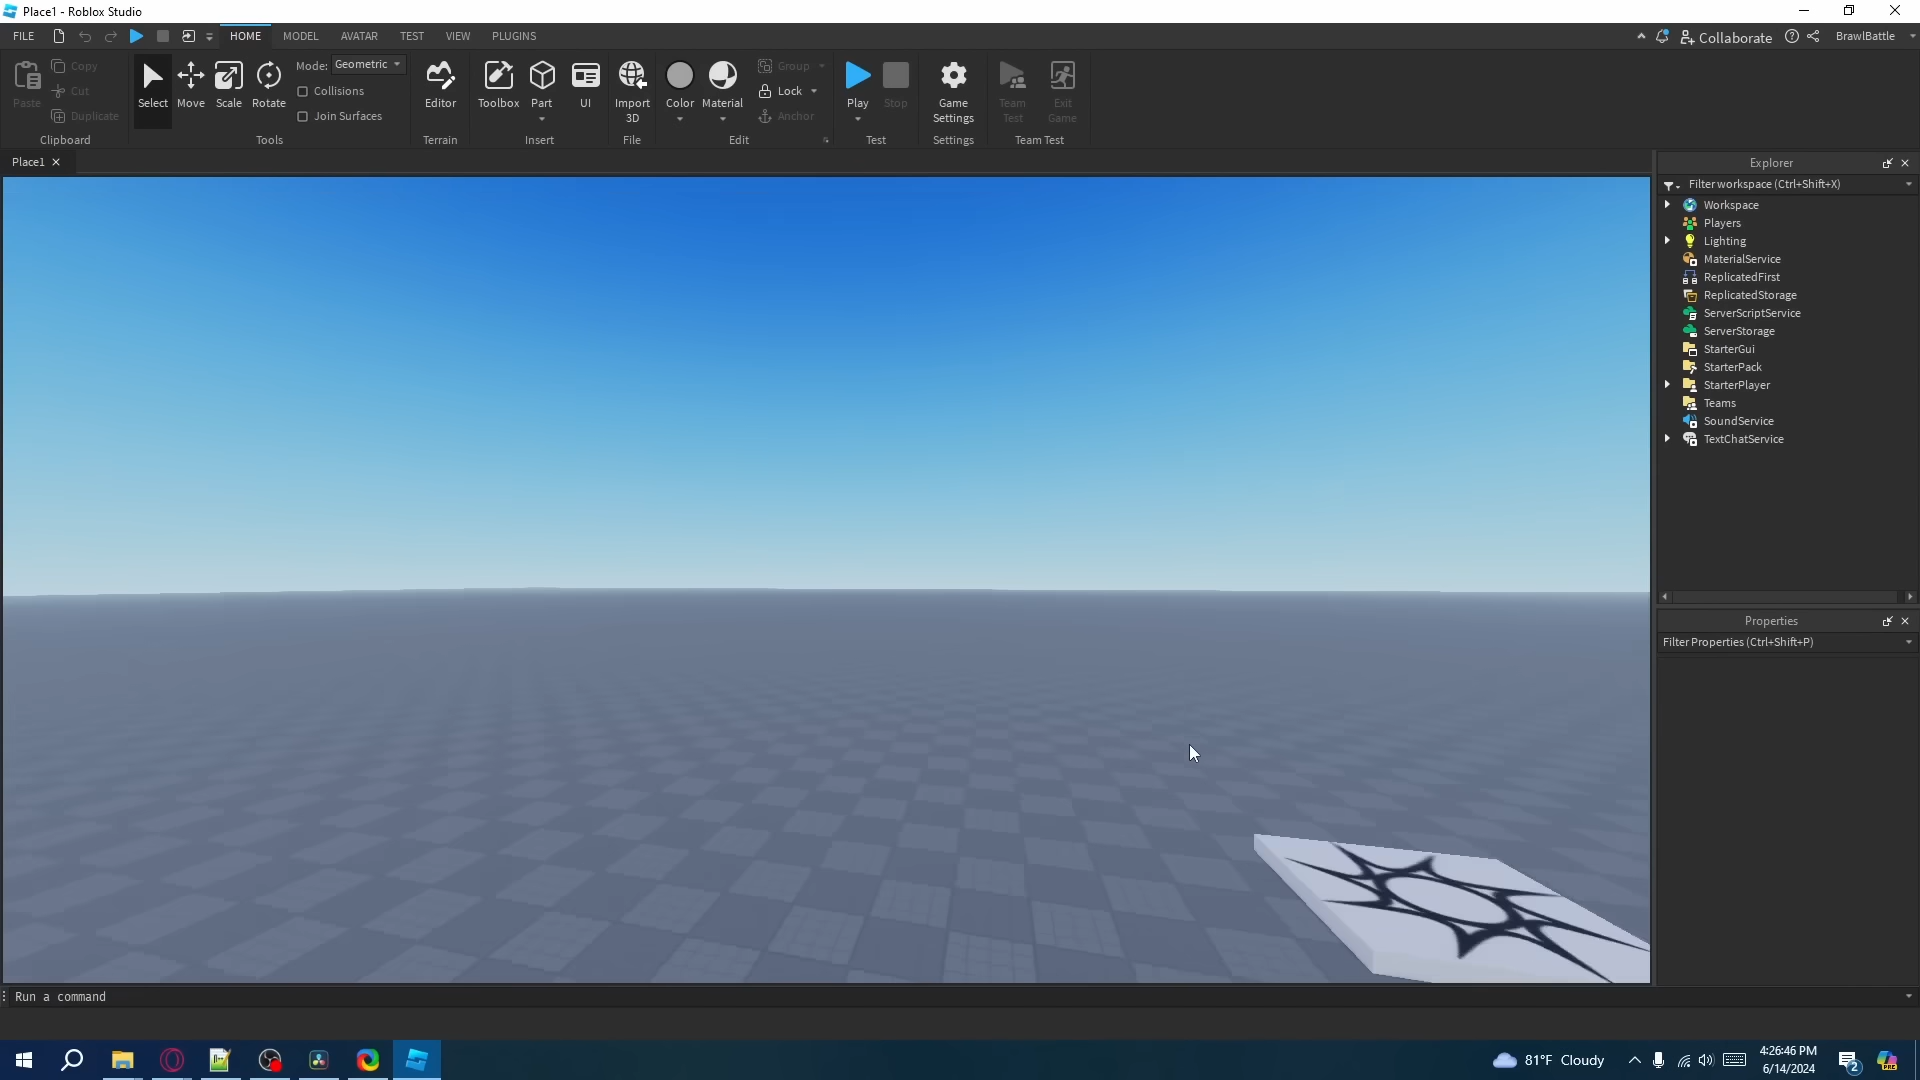 Place1 - Roblox Studio
FILE HOME MODEL AVATAR TEST VIEW PLUGINS Collaborate BrawlBattle
Paste
Copy
Cut
Duplicate
Clipboard
Select
Move
Scale
Rotate
Mode: Geometric
Collisions
Join Surfaces
Tools
Editor
Terrain
Toolbox
Part
UI
Insert
Import
3D
File
Color
Material
Group
Lock
Anchor
Edit
Play
Stop
Test
Game
Settings
Settings
Team
Test
Exit
Game
Team Test
Place1
Explorer
Filter workspace (Ctrl+Shift+X)
Workspace
Players
Lighting
MaterialService
ReplicatedFirst
ReplicatedStorage
ServerScriptService
ServerStorage
StarterGui
StarterPack
StarterPlayer
Teams
SoundService
TextChatService
Properties
Filter Properties (Ctrl+Shift+P)
Run a command
81°F Cloudy
4:26:46 PM
6/14/2024
2
PRE